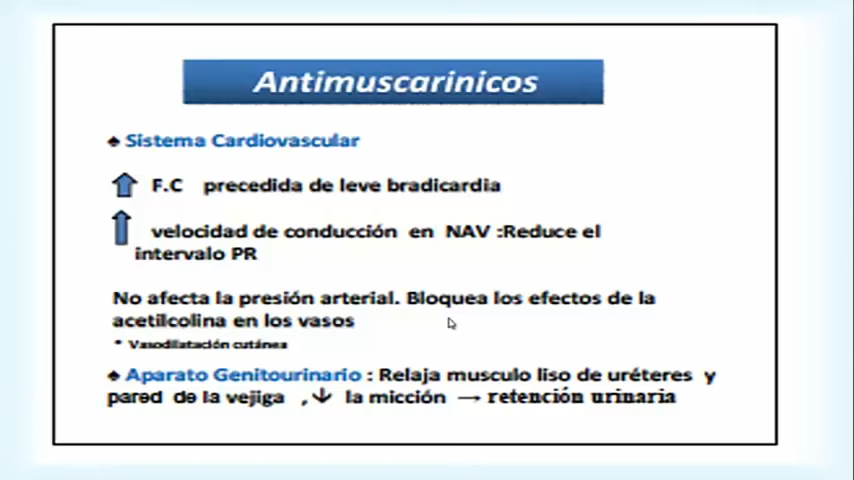 Antimuscarinicos
♠ Sistema Cardiovascular
F.C precedida de leve bradicardia
velocidad de conducción en NAV :Reduce el
intervalo PR
No afecta la presión arterial. Bloquea los efectos de la
acetilcolina en los vasos
* Vasodilatación cutánea
♠ Aparato Genitourinario : Relaja musculo liso de uréteres y
pared de la vejiga , ↓ la micción → retención urinaria